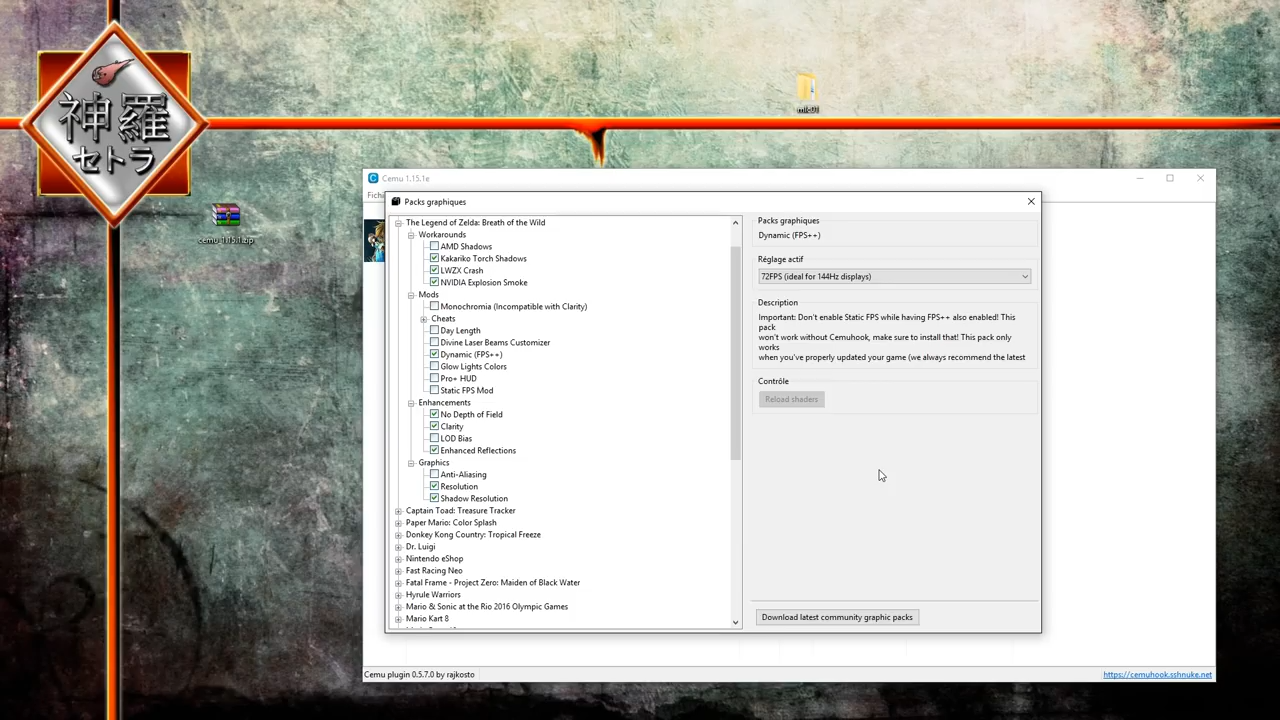 神羅
セトラ
mlc01
cemu_1.15.1.zip
Cemu 1.15.1e
Fichi
Packs graphiques
The Legend of Zelda: Breath of the Wild
Workarounds
AMD Shadows
Kakariko Torch Shadows
LWZX Crash
NVIDIA Explosion Smoke
Mods
Monochromia (Incompatible with Clarity)
Cheats
Day Length
Divine Laser Beams Customizer
Dynamic (FPS++)
Glow Lights Colors
Pro+ HUD
Static FPS Mod
Enhancements
No Depth of Field
Clarity
LOD Bias
Enhanced Reflections
Graphics
Anti-Aliasing
Resolution
Shadow Resolution
Captain Toad: Treasure Tracker
Paper Mario: Color Splash
Donkey Kong Country: Tropical Freeze
Dr. Luigi
Nintendo eShop
Fast Racing Neo
Fatal Frame - Project Zero: Maiden of Black Water
Hyrule Warriors
Mario & Sonic at the Rio 2016 Olympic Games
Mario Kart 8
Packs graphiques
Dynamic (FPS++)
Réglage actif
72FPS (ideal for 144Hz displays)
Description
Important: Don't enable Static FPS while having FPS++ also enabled! This
pack
won't work without Cemuhook, make sure to install that! This pack only
works
when you've properly updated your game (we always recommend the latest
Contrôle
Reload shaders
Download latest community graphic packs
Cemu plugin 0.5.7.0 by rajkosto
https://cemuhook.sshnuke.net